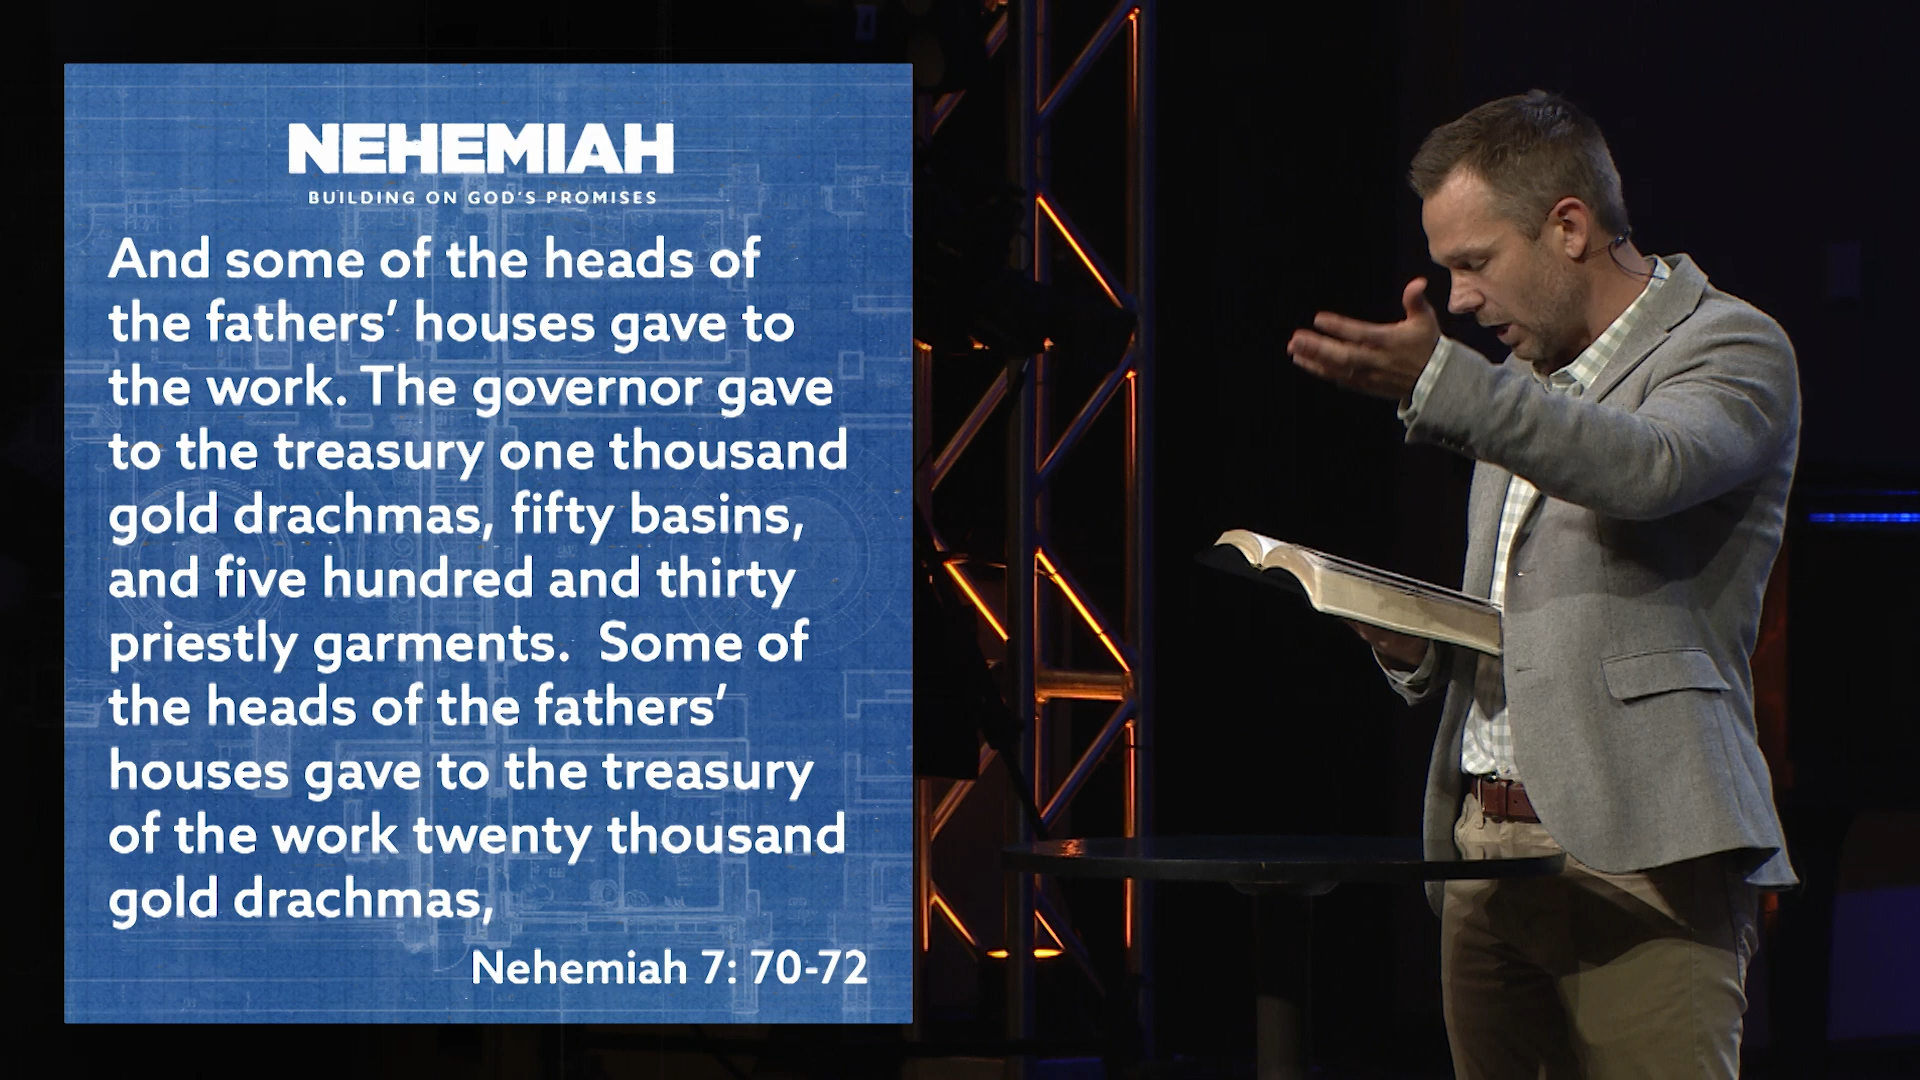 NEHEMIAH
BUILDING ON GOD'S PROMISES
And some of the heads of
the fathers’ houses gave to
the work. The governor gave
to the treasury one thousand
gold drachmas, fifty basins,
and five hundred and thirty
priestly garments.  Some of
the heads of the fathers’
houses gave to the treasury
of the work twenty thousand
gold drachmas,
Nehemiah 7: 70-72